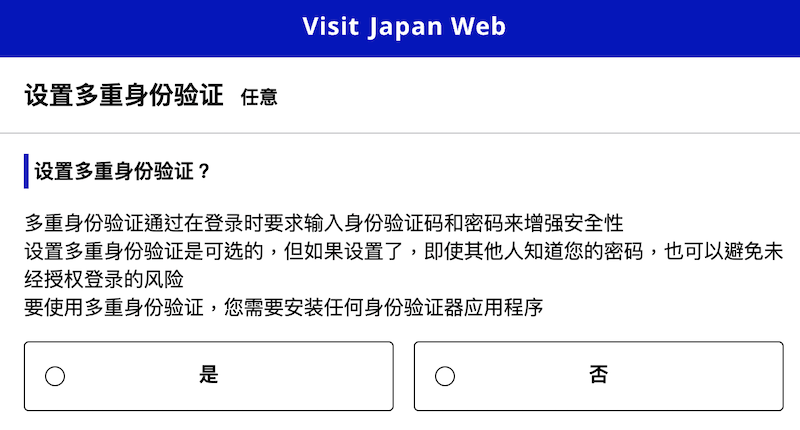 Visit Japan Web
设置多重身份验证 任意
设置多重身份验证？
多重身份验证通过在登录时要求输入身份验证码和密码来增强安全性
设置多重身份验证是可选的，但如果设置了，即使其他人知道您的密码，也可以避免未
经授权登录的风险
要使用多重身份验证，您需要安装任何身份验证器应用程序
是 否